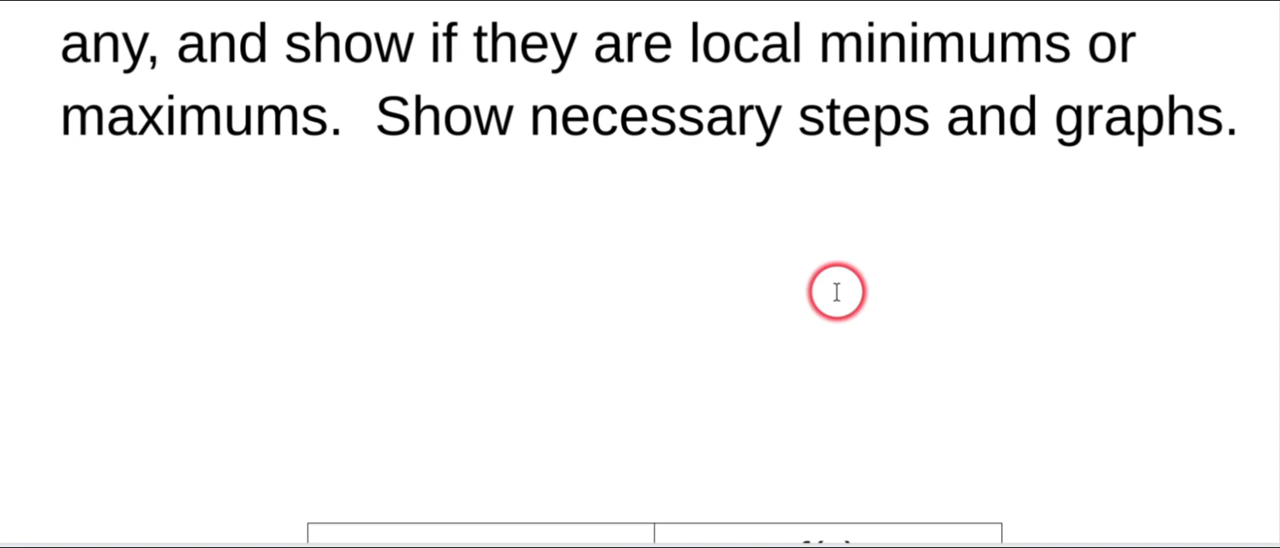 any, and show if they are local minimums or
maximums.  Show necessary steps and graphs.